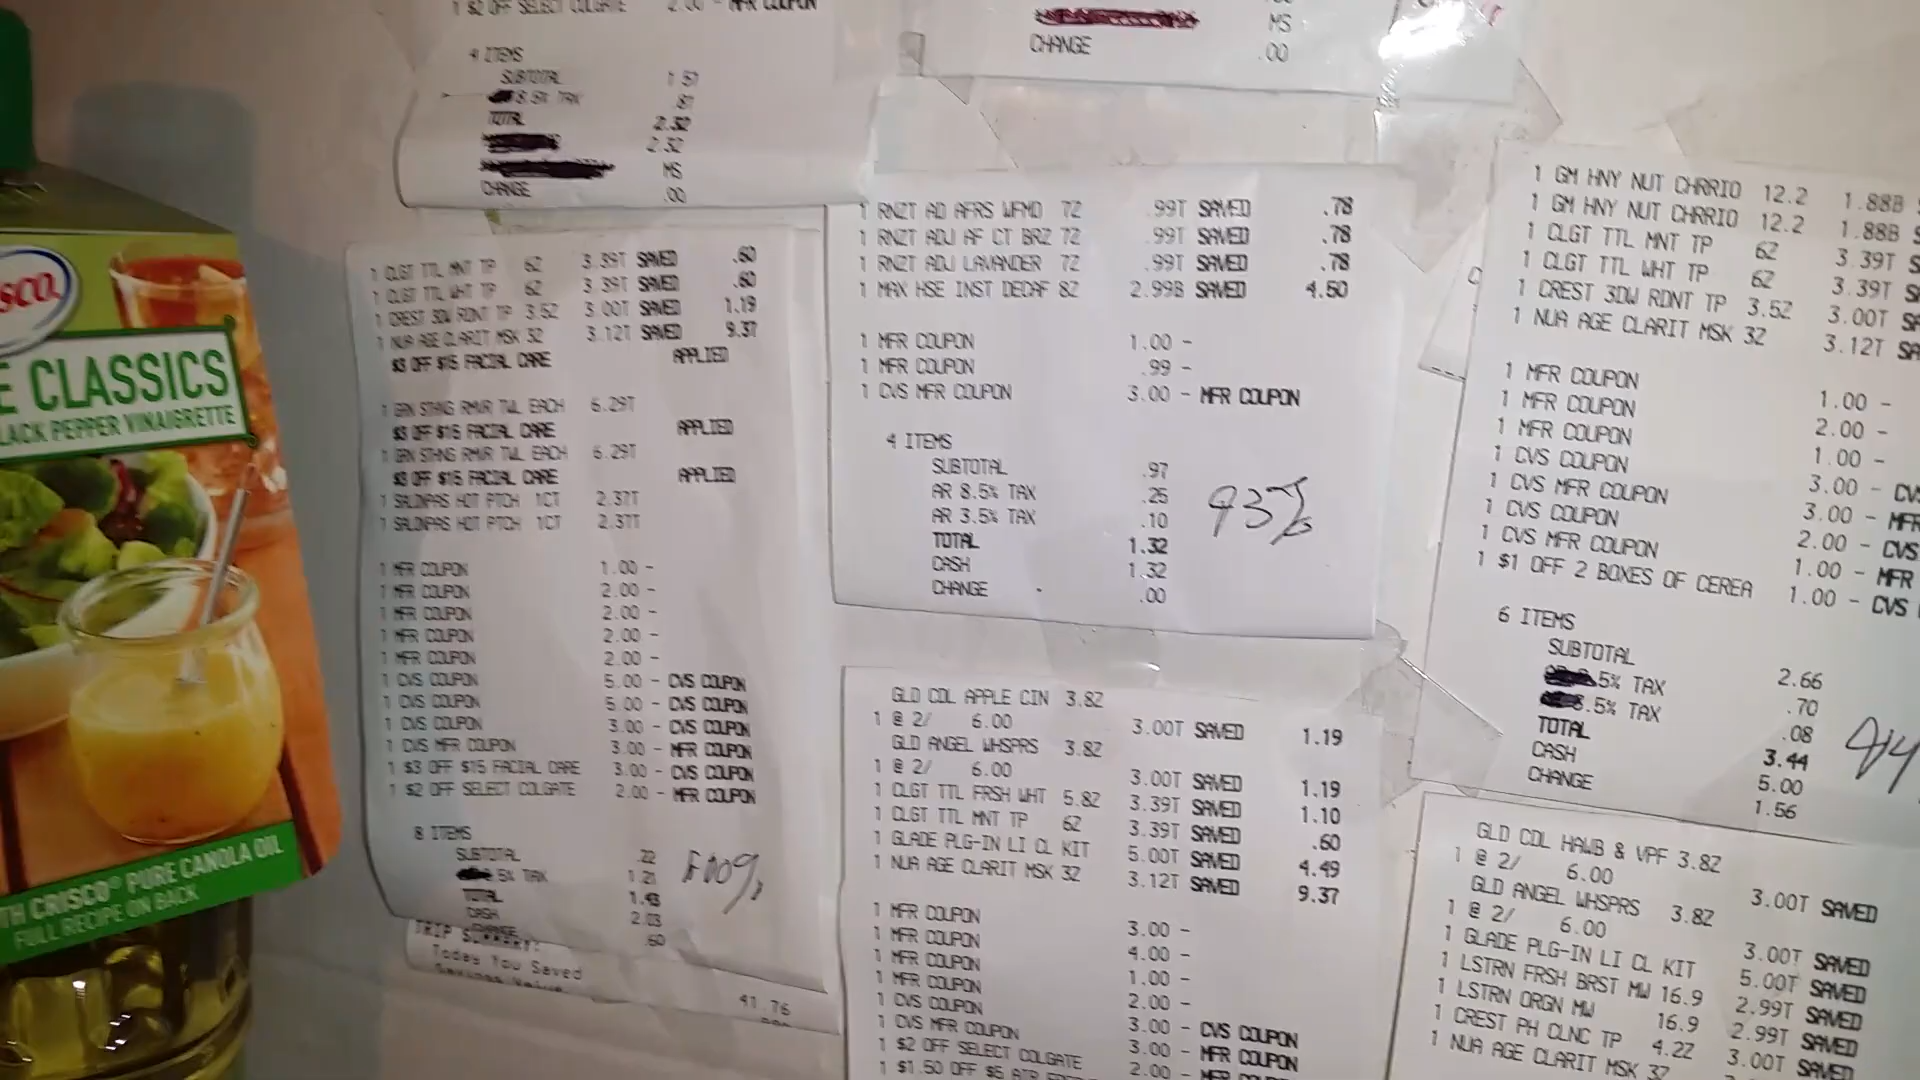 1 $2 OFF SELECT COLGATE 2.00 - MFR COUPON
4 ITEMS
SUBTOTAL 1.51
8.5% TAX .81
TOTAL 2.32
2.32
MS
CHANGE .00
MS
CHANGE .00
CLASSICS
BLACK PEPPER VINAIGRETTE
WITH CRISCO® PURE CANOLA OIL
FULL RECIPE ON BACK
1 CLGT TTL MNT TP 6Z 3.39T SAVED .60
1 CLGT TTL WHT TP 6Z 3.39T SAVED .60
1 CREST 3DW RDNT TP 3.5Z 3.00T SAVED 1.19
1 NUA AGE CLARIT MSK 3Z 3.12T SAVED 9.37
$3 OFF $15 FACIAL CARE APPLIED
1 GRN STHNG RMVR TWL EACH 6.29T
$3 OFF $15 FACIAL CARE APPLIED
1 GRN STHNG RMVR TWL EACH 6.29T
$3 OFF $15 FACIAL CARE APPLIED
1 SALONPAS HOT PTCH 1CT 2.37T
1 SALONPAS HOT PTCH 1CT 2.37T
1 MFR COUPON 1.00 -
1 MFR COUPON 2.00 -
1 MFR COUPON 2.00 -
1 MFR COUPON 2.00 -
1 MFR COUPON 2.00 -
1 CVS COUPON 5.00 - CVS COUPON
1 CVS COUPON 5.00 - CVS COUPON
1 CVS COUPON 3.00 - CVS COUPON
1 CVS MFR COUPON 3.00 - MFR COUPON
1 $3 OFF $15 FACIAL CARE 3.00 - CVS COUPON
1 $2 OFF SELECT COLGATE 2.00 - MFR COUPON
8 ITEMS
SUBTOTAL .22
5% TAX 1.21
TOTAL 1.43
CASH 2.03
CHANGE .60
TRIP SUMMARY:
Today You Saved 41.76
Savings Value
1 RNZT AD AFRS WFMD 7Z .99T SAVED .78
1 RNZT ADJ AF CT BRZ 7Z .99T SAVED .78
1 RNZT ADJ LAVANDER 7Z .99T SAVED .78
1 MAX HSE INST DECAF 8Z 2.99B SAVED 4.50
1 MFR COUPON 1.00 -
1 MFR COUPON .99 -
1 CVS MFR COUPON 3.00 - MFR COUPON
4 ITEMS
SUBTOTAL .97
AR 8.5% TAX .25
AR 3.5% TAX .10
TOTAL 1.32
CASH 1.32
CHANGE .00
93%
GLD CDL APPLE CIN 3.8Z
1 @ 2/ 6.00 3.00T SAVED 1.19
GLD ANGEL WHSPRS 3.8Z
1 @ 2/ 6.00 3.00T SAVED 1.19
1 CLGT TTL FRSH WHT 5.8Z 3.39T SAVED 1.10
1 CLGT TTL MNT TP 6Z 3.39T SAVED .60
1 GLADE PLG-IN LI CL KIT 5.00T SAVED 4.49
1 NUA AGE CLARIT MSK 3Z 3.12T SAVED 9.37
1 MFR COUPON 3.00 -
1 MFR COUPON 4.00 -
1 MFR COUPON 1.00 -
1 MFR COUPON 2.00 -
1 CVS COUPON 3.00 - CVS COUPON
1 CVS MFR COUPON 3.00 - MFR COUPON
1 $2 OFF SELECT COLGATE 2.00 - MFR COUPON
1 $1.50 OFF $5
1 GM HNY NUT CHRRIO 12.2 1.88B
1 GM HNY NUT CHRRIO 12.2 1.88B
1 CLGT TTL MNT TP 6Z 3.39T
1 CLGT TTL WHT TP 6Z 3.39T
1 CREST 3DW RDNT TP 3.5Z 3.00T
1 NUA AGE CLARIT MSK 3Z 3.12T
1 MFR COUPON 1.00 -
1 MFR COUPON 2.00 -
1 MFR COUPON 1.00 -
1 CVS COUPON 3.00 - CVS
1 CVS MFR COUPON 3.00 - MFR
1 CVS COUPON 2.00 - CVS
1 CVS MFR COUPON 1.00 - MFR
1 $1 OFF 2 BOXES OF CEREA 1.00 - CVS
6 ITEMS
SUBTOTAL 2.66
.5% TAX .70
.5% TAX .08
TOTAL 3.44
CASH 5.00
CHANGE 1.56
GLD CDL HAWB & VPF 3.8Z
1 @ 2/ 6.00 3.00T SAVED
GLD ANGEL WHSPRS 3.8Z
1 @ 2/ 6.00 3.00T SAVED
1 GLADE PLG-IN LI CL KIT 5.00T SAVED
1 LSTRN FRSH BRST MW 16.9 2.99T SAVED
1 LSTRN ORGN MW 16.9 2.99T SAVED
1 CREST PH CLNC TP 4.2Z 3.00T SAVED
1 NUA AGE CLARIT MSK 3Z